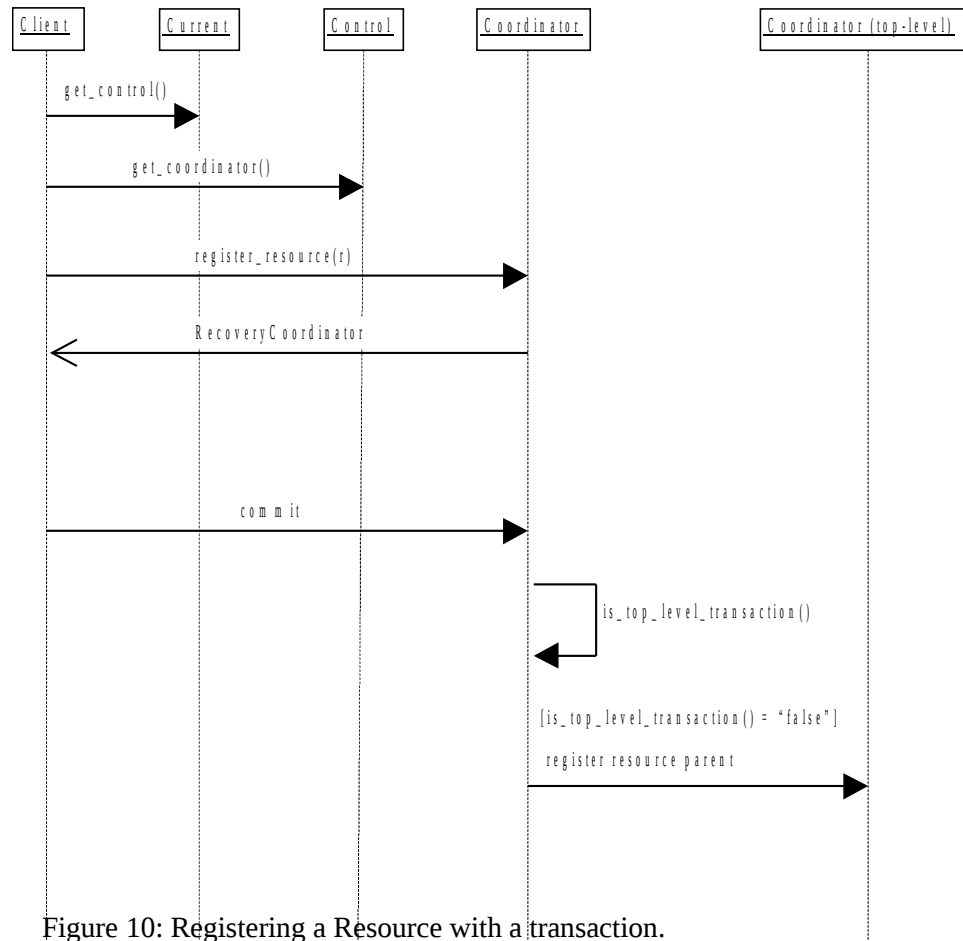 Client
Current
Control
Coordinator
Coordinator (top-level)
get_control()
get_coordinator()
register_resource(r)
RecoveryCoordinator
commit
is_top_level_transaction()
[is_top_level_transaction() = “false”]
register resource parent
Figure 10: Registering a Resource with a transaction.